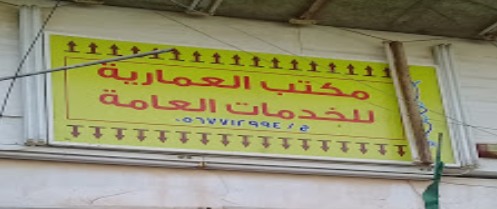 مكتب العمارية
للخدمات العامة
ج / ٠٥٦٧٧١٢٩٩٤